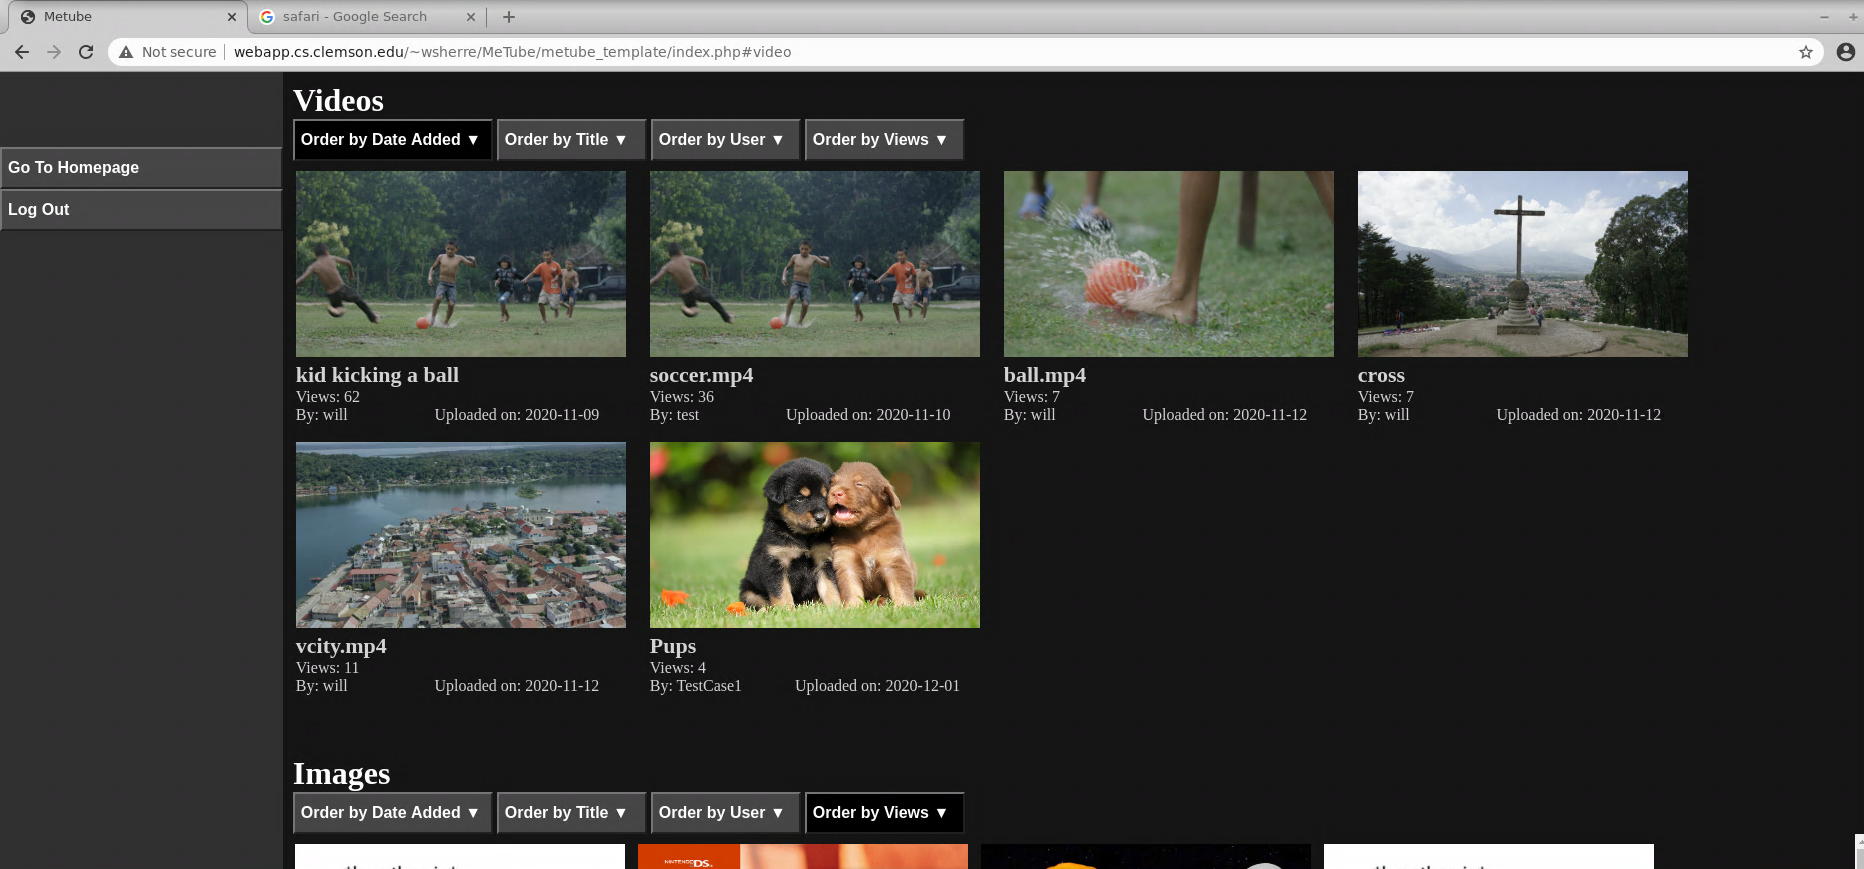 Metube
safari - Google Search
Not secure webapp.cs.clemson.edu/~wsherre/MeTube/metube_template/index.php#video
Go To Homepage
Log Out
Videos
Order by Date Added ▼ Order by Title ▼ Order by User ▼ Order by Views ▼
kid kicking a ball
Views: 62
By: will Uploaded on: 2020-11-09
soccer.mp4
Views: 36
By: test Uploaded on: 2020-11-10
ball.mp4
Views: 7
By: will Uploaded on: 2020-11-12
cross
Views: 7
By: will Uploaded on: 2020-11-12
vcity.mp4
Views: 11
By: will Uploaded on: 2020-11-12
Pups
Views: 4
By: TestCase1 Uploaded on: 2020-12-01
Images
Order by Date Added ▼ Order by Title ▼ Order by User ▼ Order by Views ▼
NINTENDO DS.